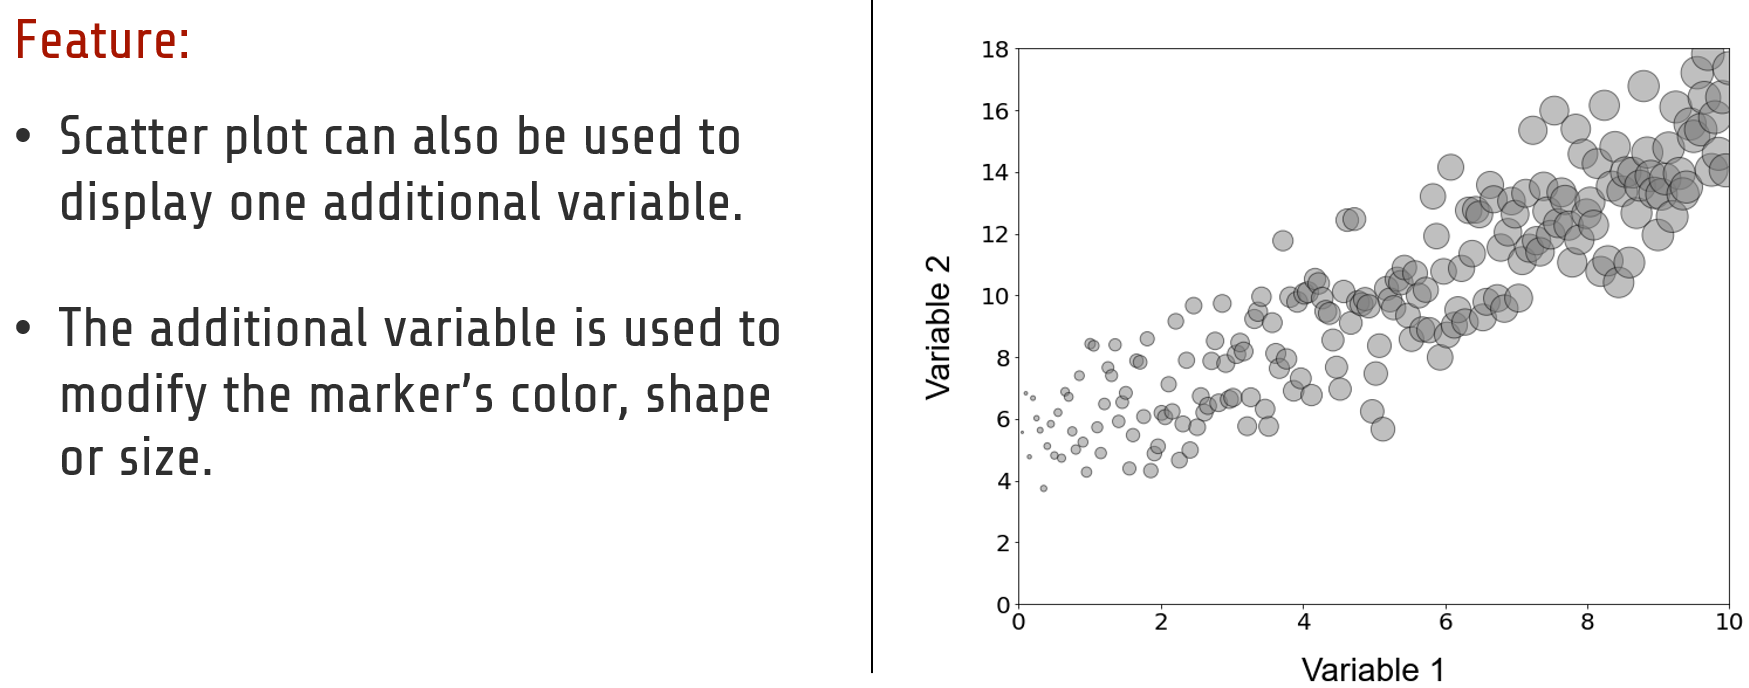 Feature:
• Scatter plot can also be used to
display one additional variable.
• The additional variable is used to
modify the marker's color, shape
or size.
18
16
14
12
10
8
6
4
2
0
Variable 2
0 2 4 6 8 10
Variable 1